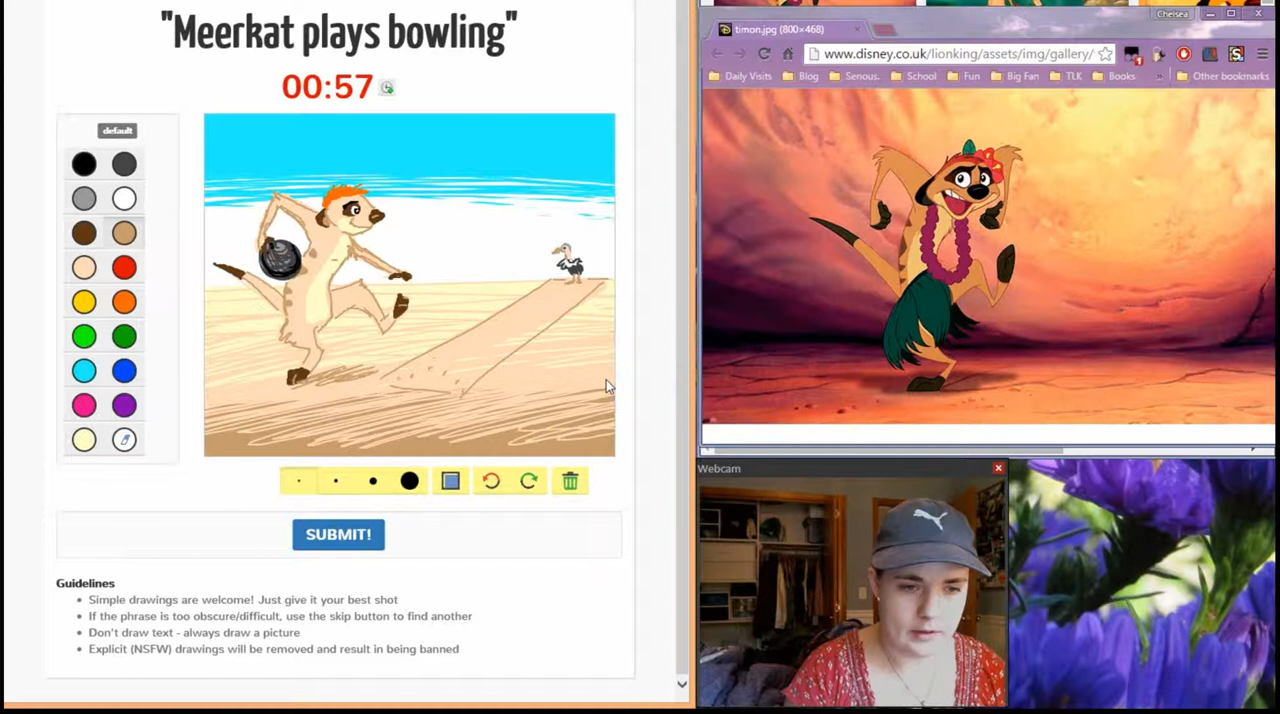 "Meerkat plays bowling"
00:57
default
SUBMIT!
Guidelines
Simple drawings are welcome! Just give it your best shot
If the phrase is too obscure/difficult, use the skip button to find another
Don't draw text - always draw a picture
Explicit (NSFW) drawings will be removed and result in being banned
Chelsea
timon.jpg (800×468)
www.disney.co.uk/lionking/assets/img/gallery/
Daily Visits Blog Serious. School Fun Big Fan TLK Books » Other bookmarks
Webcam